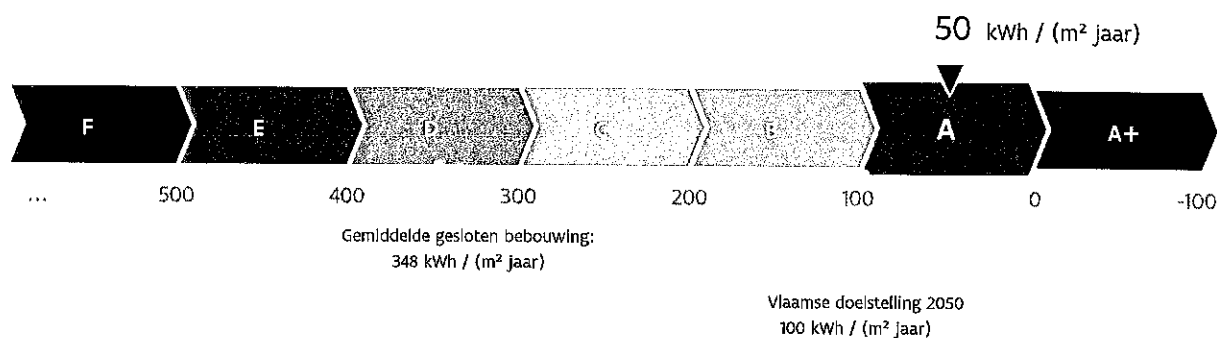 50 kWh / (m² jaar)
F E D C B A A+
... 500 400 300 200 100 0 -100
Gemiddelde gesloten bebouwing:
348 kWh / (m² jaar)
Vlaamse doelstelling 2050
100 kWh / (m² jaar)